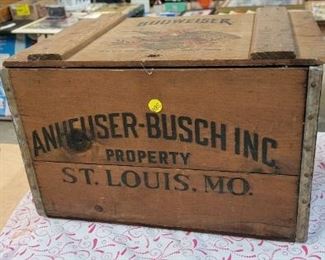 BUDWEISER
ANHEUSER-BUSCH INC.
PROPERTY
ST. LOUIS, MO.